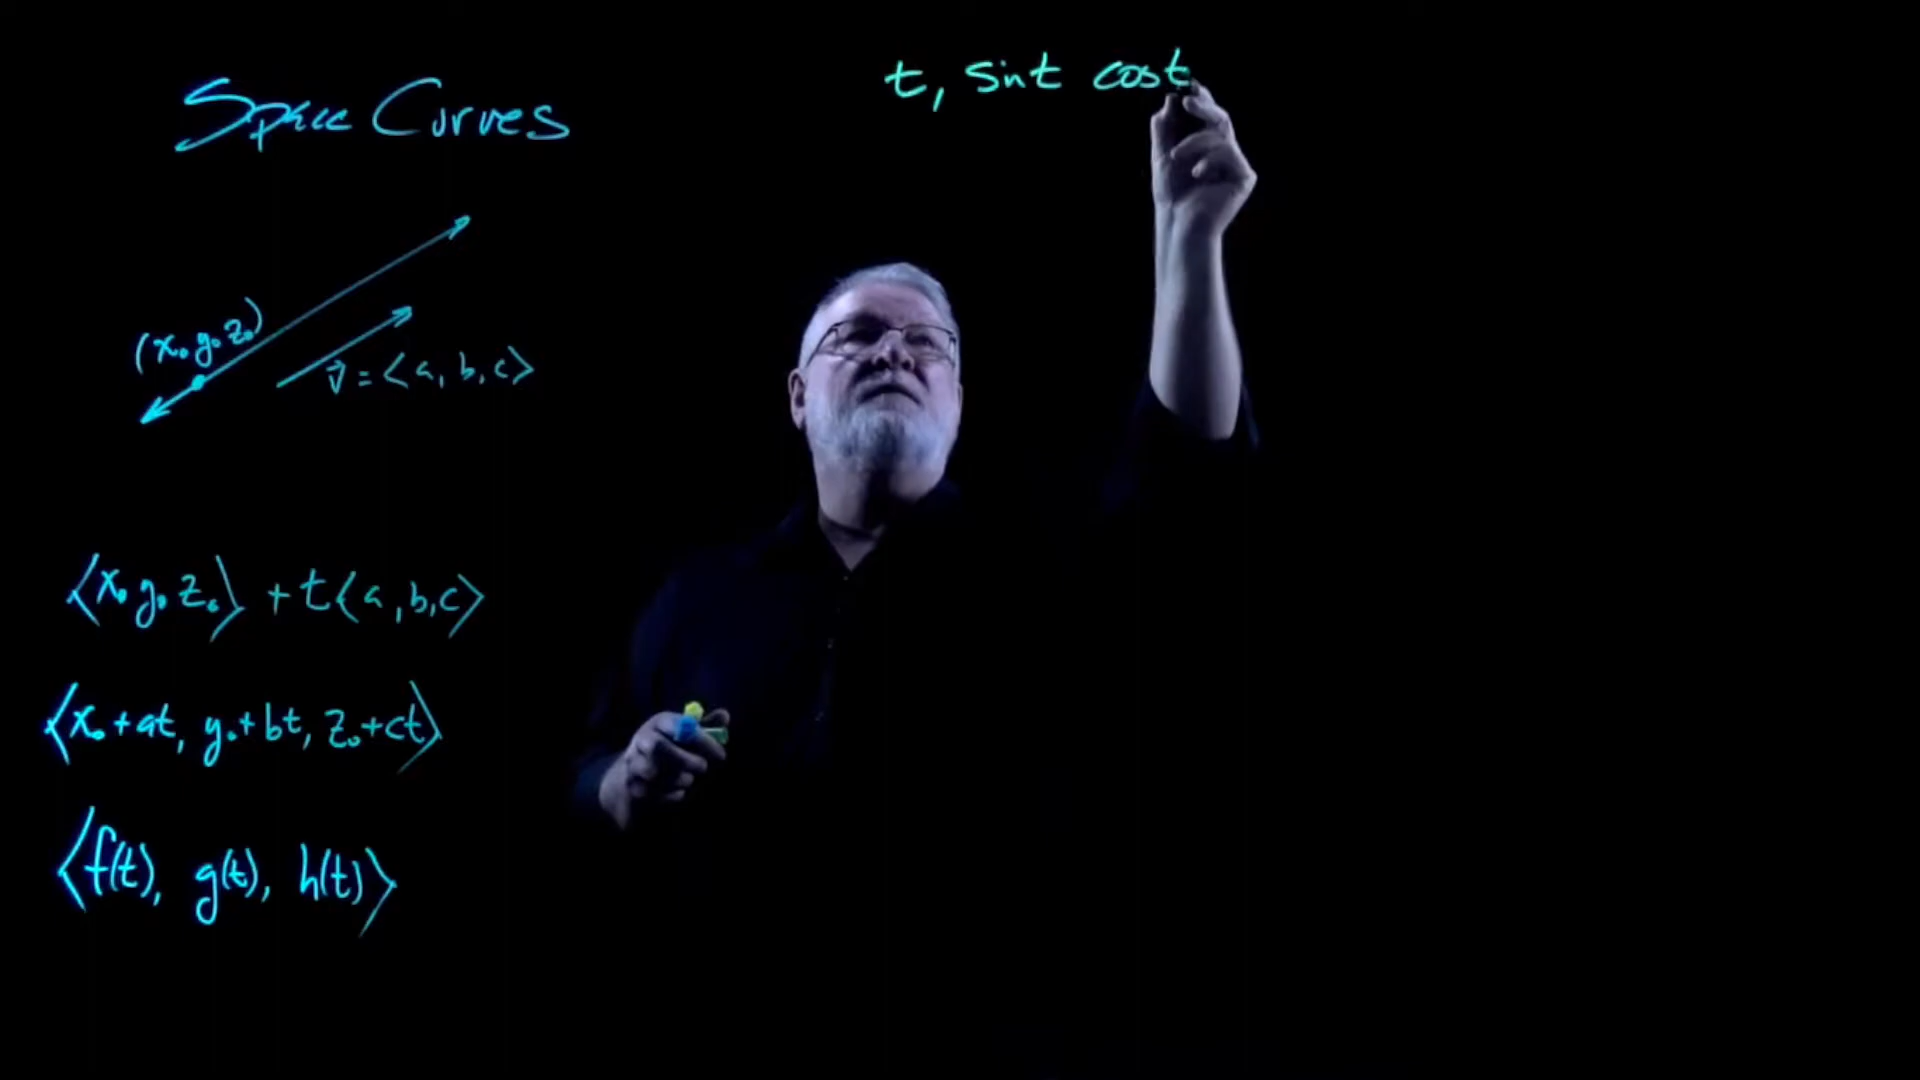 Space Curves
(x₀ y₀ z₀)
v⃗ = <a, b, c>
<x₀ y₀ z₀> + t<a, b, c>
<x₀+at, y₀+bt, z₀+ct>
<f(t), g(t), h(t)>
t, sint cost